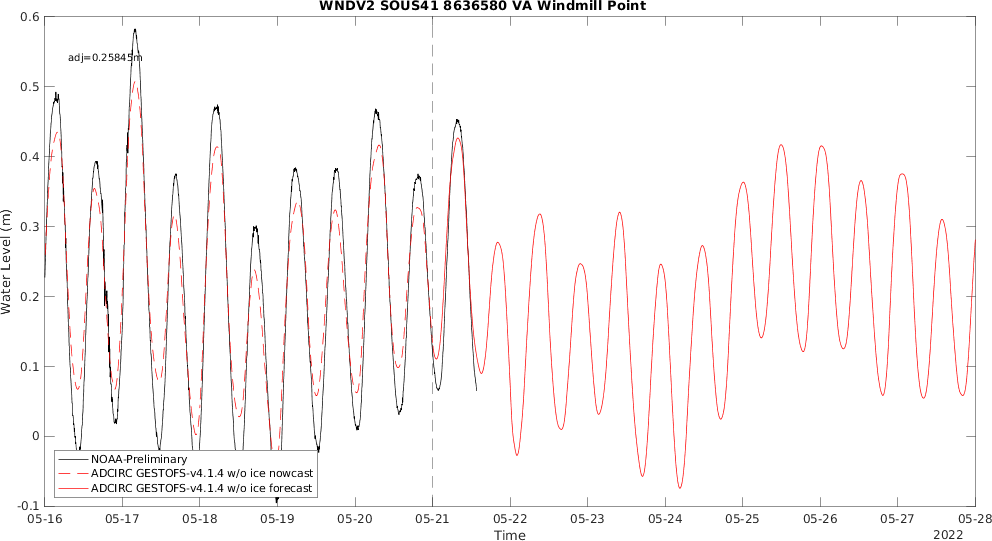 WNDV2 SOUS41 8636580 VA Windmill Point
adj=0.25845m
Water Level (m)
0.6
0.5
0.4
0.3
0.2
0.1
0
-0.1
NOAA-Preliminary
ADCIRC GESTOFS-v4.1.4 w/o ice nowcast
ADCIRC GESTOFS-v4.1.4 w/o ice forecast
05-16 05-17 05-18 05-19 05-20 05-21 05-22 05-23 05-24 05-25 05-26 05-27 05-28
Time
2022